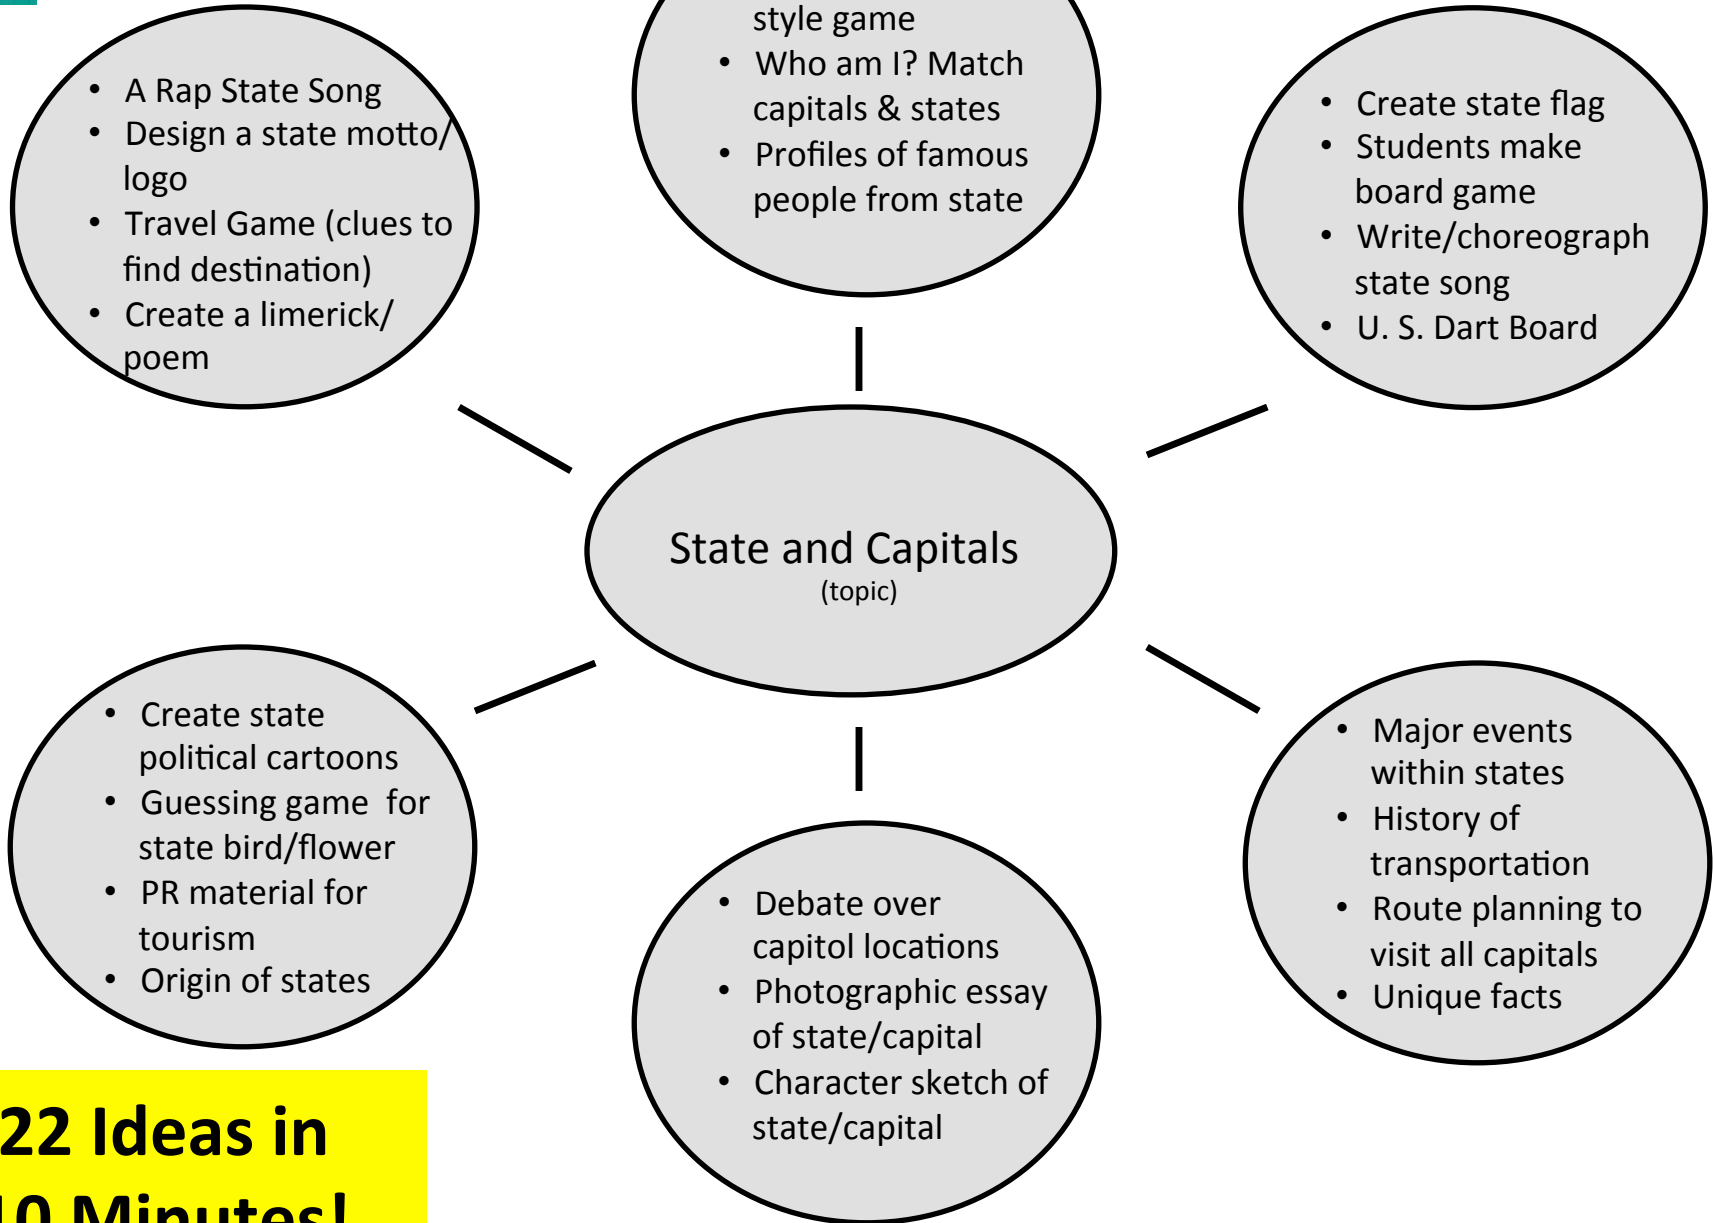 • A Rap State Song
• Design a state motto/
logo
• Travel Game (clues to
find destination)
• Create a limerick/
poem
style game
• Who am I? Match
capitals & states
• Profiles of famous
people from state
• Create state flag
• Students make
board game
• Write/choreograph
state song
• U. S. Dart Board
State and Capitals
(topic)
• Create state
political cartoons
• Guessing game  for
state bird/flower
• PR material for
tourism
• Origin of states
• Debate over
capitol locations
• Photographic essay
of state/capital
• Character sketch of
state/capital
• Major events
within states
• History of
transportation
• Route planning to
visit all capitals
• Unique facts
22 Ideas in
10 Minutes!